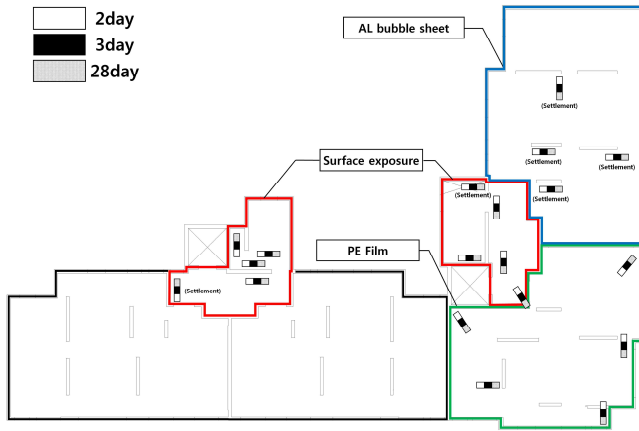 2day
3day
28day
AL bubble sheet
(Settlement)
(Settlement)
(Settlement)
Surface exposure
(Settlement)
(Settlement)
PE Film
(Settlement)